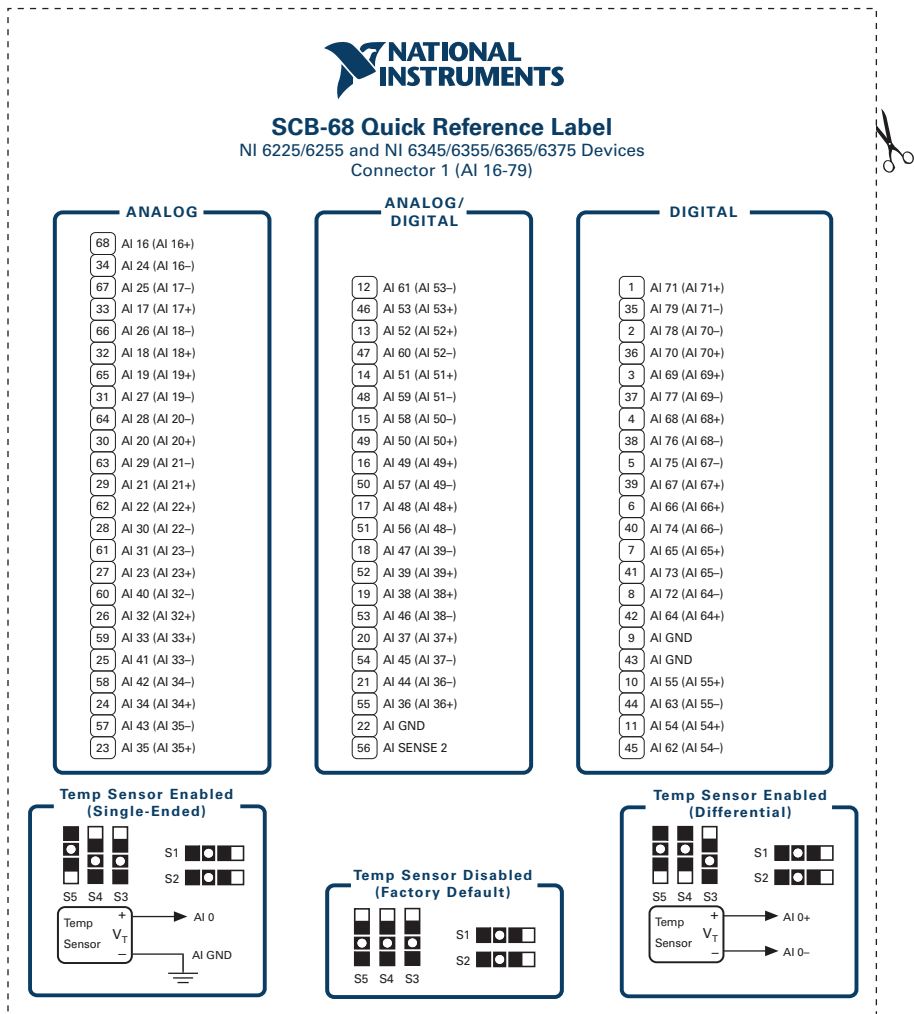 NATIONAL
INSTRUMENTS
SCB-68 Quick Reference Label
NI 6225/6255 and NI 6345/6355/6365/6375 Devices
Connector 1 (AI 16-79)
ANALOG
68 AI 16 (AI 16+)
34 AI 24 (AI 16–)
67 AI 25 (AI 17–)
33 AI 17 (AI 17+)
66 AI 26 (AI 18–)
32 AI 18 (AI 18+)
65 AI 19 (AI 19+)
31 AI 27 (AI 19–)
64 AI 28 (AI 20–)
30 AI 20 (AI 20+)
63 AI 29 (AI 21–)
29 AI 21 (AI 21+)
62 AI 22 (AI 22+)
28 AI 30 (AI 22–)
61 AI 31 (AI 23–)
27 AI 23 (AI 23+)
60 AI 40 (AI 32–)
26 AI 32 (AI 32+)
59 AI 33 (AI 33+)
25 AI 41 (AI 33–)
58 AI 42 (AI 34–)
24 AI 34 (AI 34+)
57 AI 43 (AI 35–)
23 AI 35 (AI 35+)
ANALOG/
DIGITAL
12 AI 61 (AI 53–)
46 AI 53 (AI 53+)
13 AI 52 (AI 52+)
47 AI 60 (AI 52–)
14 AI 51 (AI 51+)
48 AI 59 (AI 51–)
15 AI 58 (AI 50–)
49 AI 50 (AI 50+)
16 AI 49 (AI 49+)
50 AI 57 (AI 49–)
17 AI 48 (AI 48+)
51 AI 56 (AI 48–)
18 AI 47 (AI 39–)
52 AI 39 (AI 39+)
19 AI 38 (AI 38+)
53 AI 46 (AI 38–)
20 AI 37 (AI 37+)
54 AI 45 (AI 37–)
21 AI 44 (AI 36–)
55 AI 36 (AI 36+)
22 AI GND
56 AI SENSE 2
DIGITAL
1 AI 71 (AI 71+)
35 AI 79 (AI 71–)
2 AI 78 (AI 70–)
36 AI 70 (AI 70+)
3 AI 69 (AI 69+)
37 AI 77 (AI 69–)
4 AI 68 (AI 68+)
38 AI 76 (AI 68–)
5 AI 75 (AI 67–)
39 AI 67 (AI 67+)
6 AI 66 (AI 66+)
40 AI 74 (AI 66–)
7 AI 65 (AI 65+)
41 AI 73 (AI 65–)
8 AI 72 (AI 64–)
42 AI 64 (AI 64+)
9 AI GND
43 AI GND
10 AI 55 (AI 55+)
44 AI 63 (AI 55–)
11 AI 54 (AI 54+)
45 AI 62 (AI 54–)
Temp Sensor Enabled
(Single-Ended)
S1
S2
S5 S4 S3
Temp
Sensor
+
VT
–
AI 0
AI GND
Temp Sensor Disabled
(Factory Default)
S1
S2
S5 S4 S3
Temp Sensor Enabled
(Differential)
S1
S2
S5 S4 S3
Temp
Sensor
+
VT
–
AI 0+
AI 0–